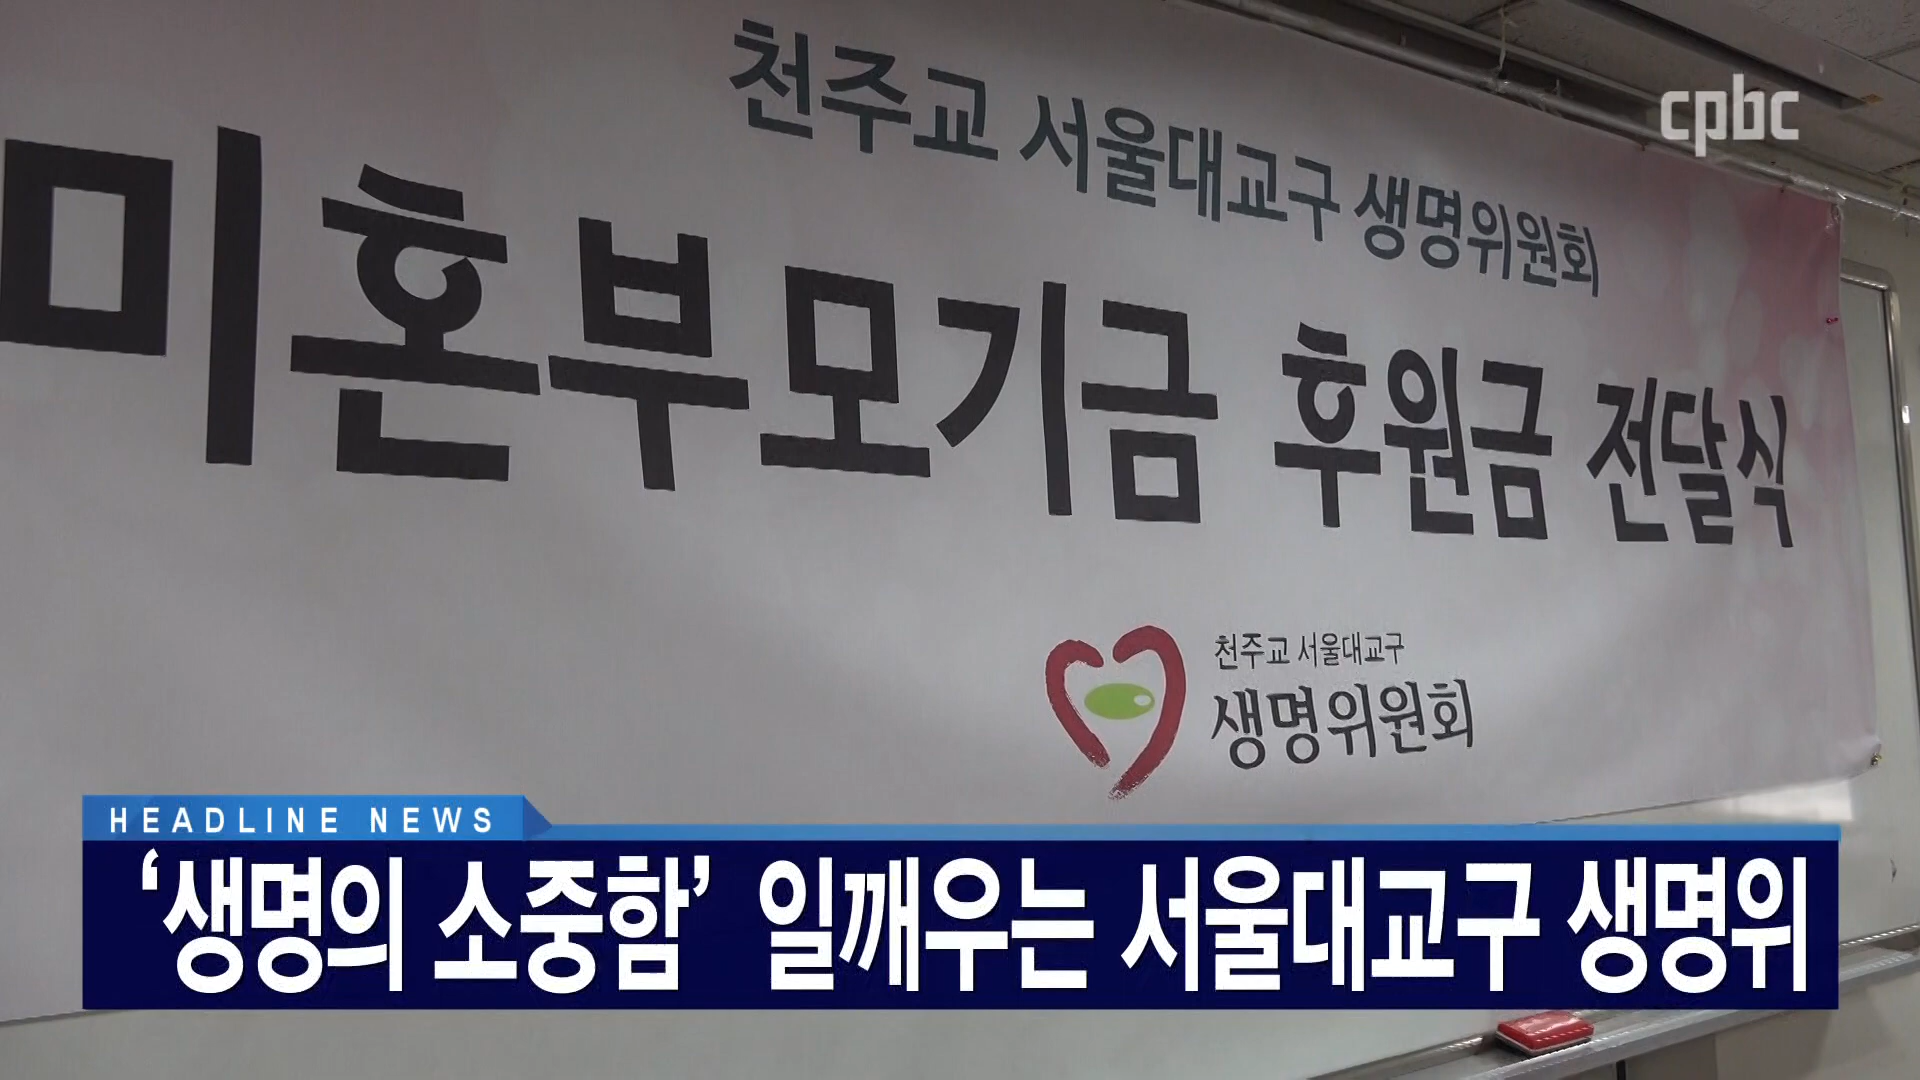 cpbc
천주교 서울대교구 생명위원회
미혼부모기금 후원금 전달식
천주교 서울대교구
생명위원회
HEADLINE NEWS
‘생명의 소중함’ 일깨우는 서울대교구 생명위